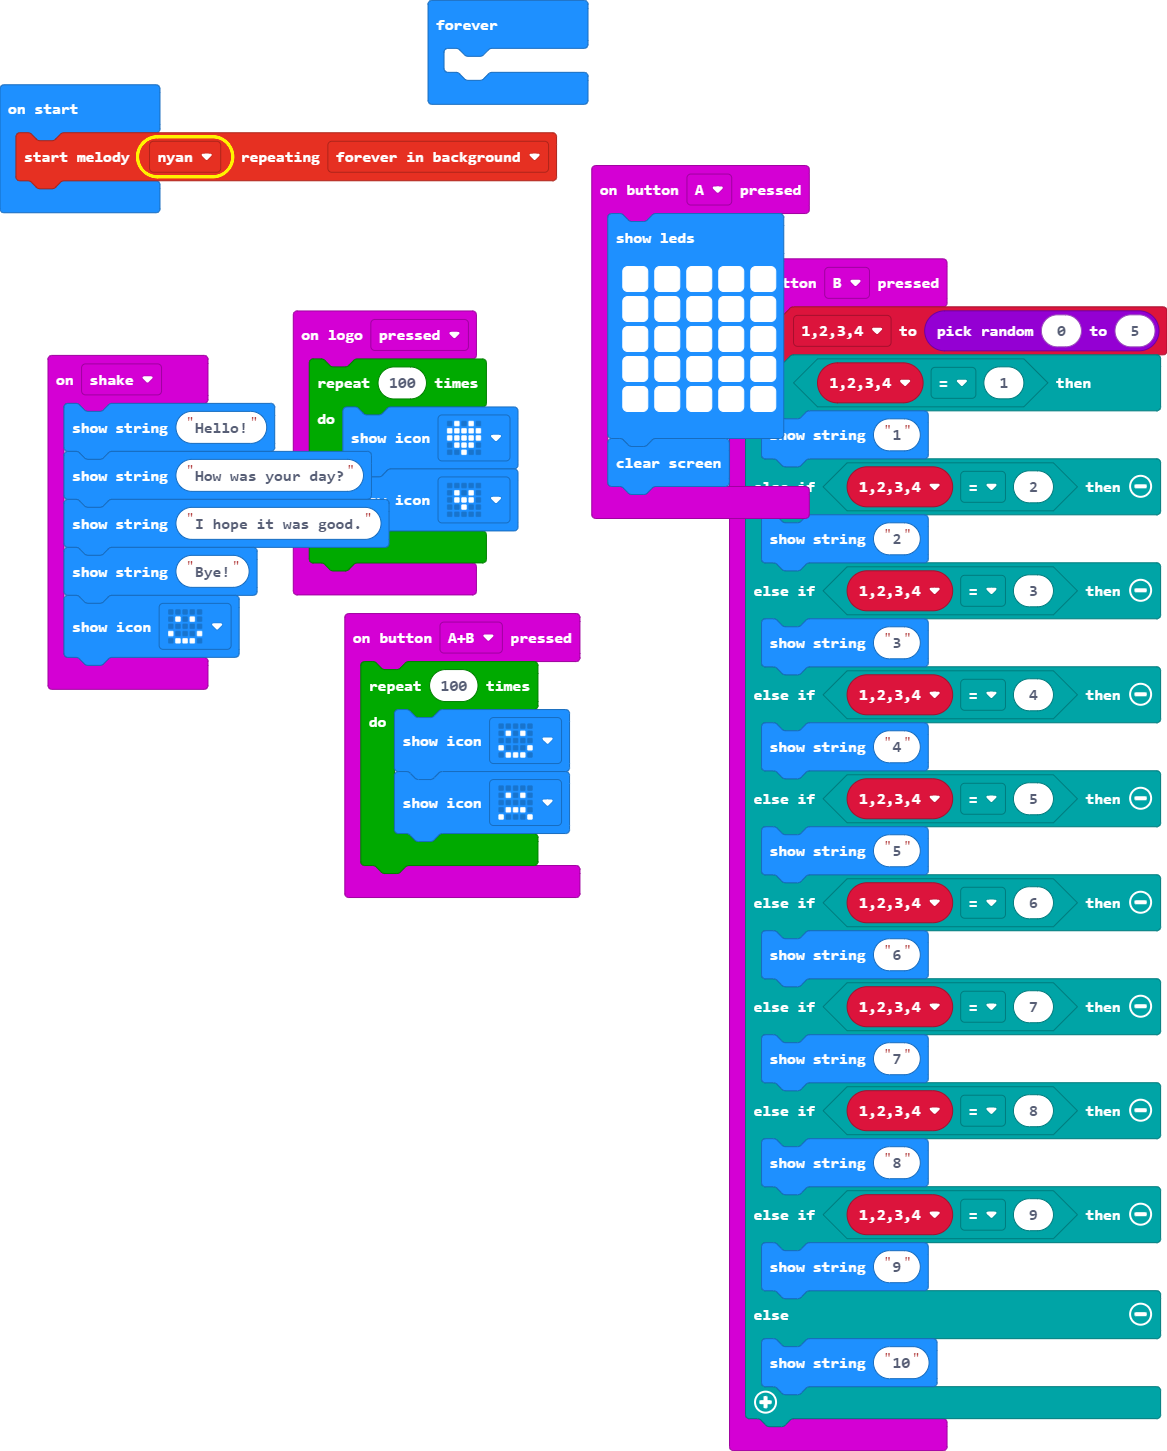 forever
on start
start melody nyan repeating forever in background
on button A pressed
show leds
clear screen
on logo pressed
repeat 100 times
do
show icon
icon
on shake
show string "Hello!"
show string "How was your day?"
show string "I hope it was good."
show string "Bye!"
show icon
on button A+B pressed
repeat 100 times
do
show icon
show icon
B pressed
1,2,3,4 to pick random 0 to 5
1,2,3,4 = 1 then
show string "1"
else if 1,2,3,4 = 2 then
show string "2"
else if 1,2,3,4 = 3 then
show string "3"
else if 1,2,3,4 = 4 then
show string "4"
else if 1,2,3,4 = 5 then
show string "5"
else if 1,2,3,4 = 6 then
show string "6"
else if 1,2,3,4 = 7 then
show string "7"
else if 1,2,3,4 = 8 then
show string "8"
else if 1,2,3,4 = 9 then
show string "9"
else
show string "10"